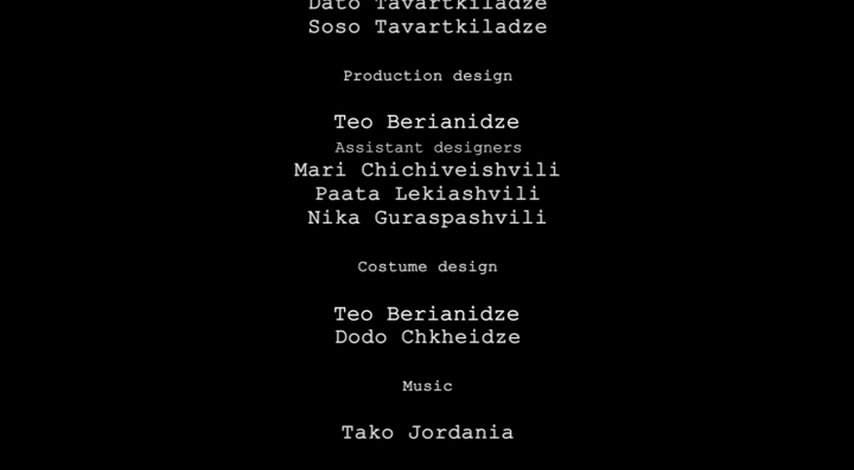 Dato Tavartkiladze
Soso Tavartkiladze
Production design
Teo Berianidze
Assistant designers
Mari Chichiveishvili
Paata Lekiashvili
Nika Guraspashvili
Costume design
Teo Berianidze
Dodo Chkheidze
Music
Tako Jordania